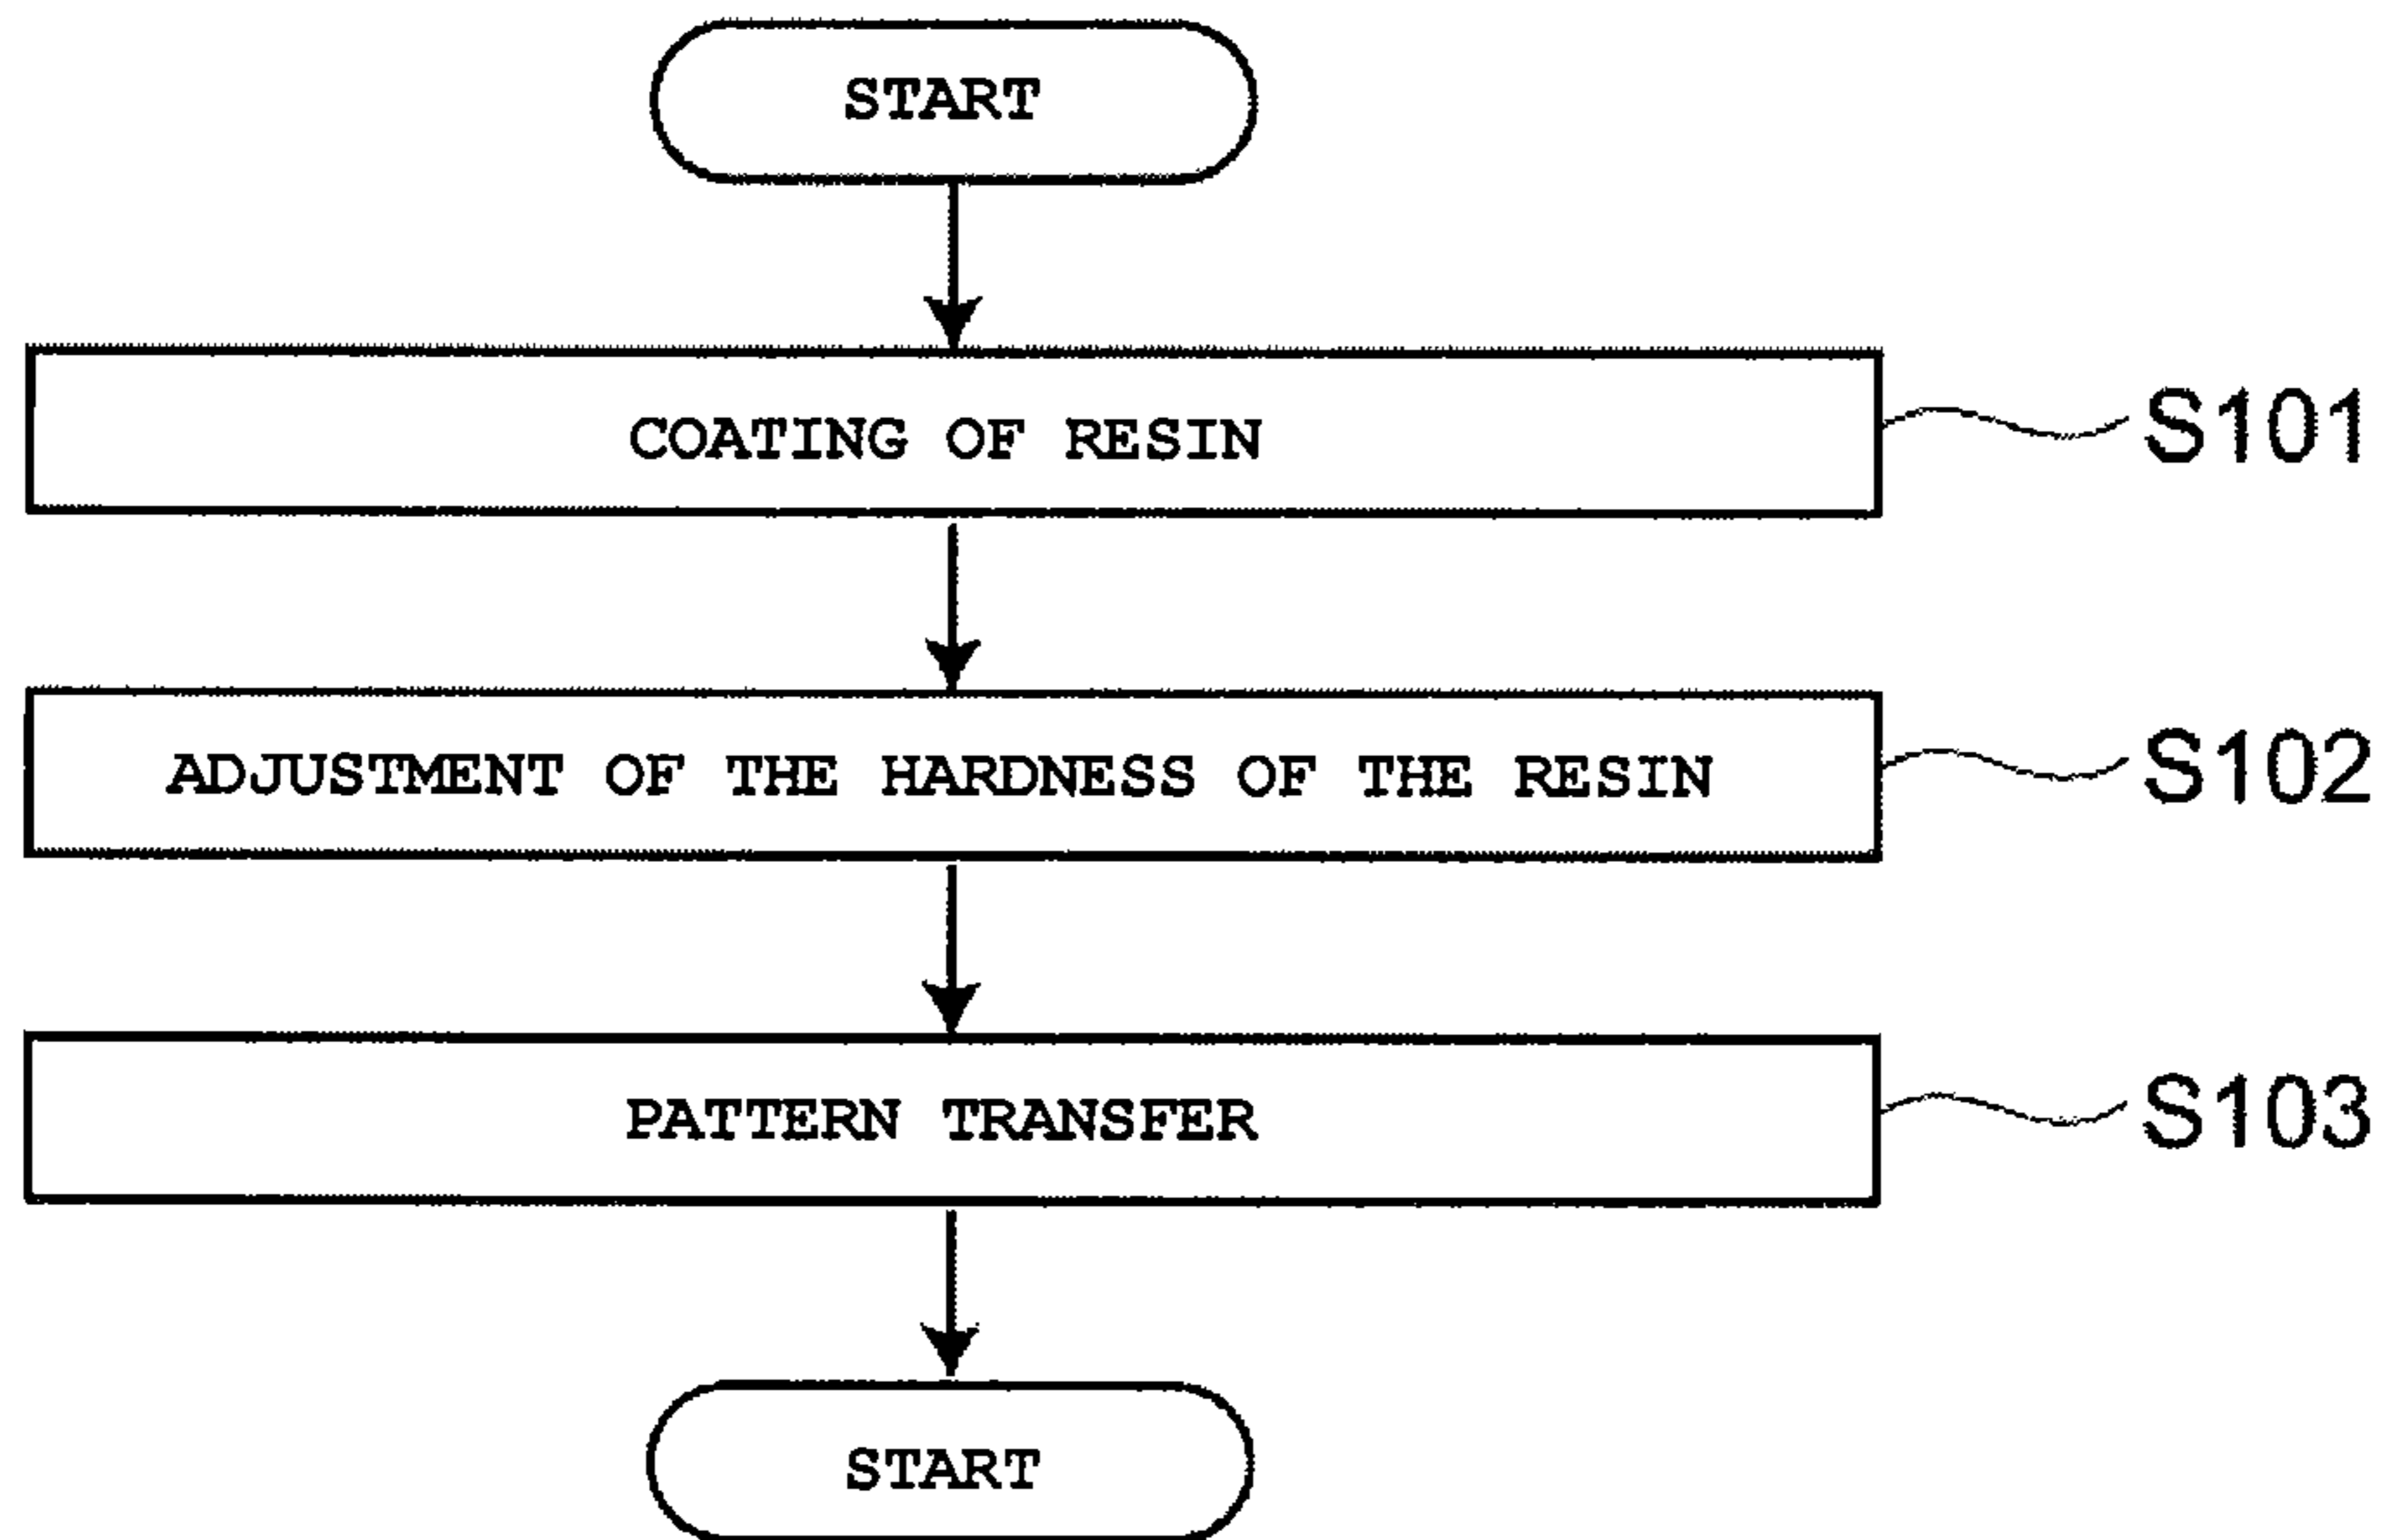 START
COATING OF RESIN
S101
ADJUSTMENT OF THE HARDNESS OF THE RESIN
S102
PATTERN TRANSFER
S103
START